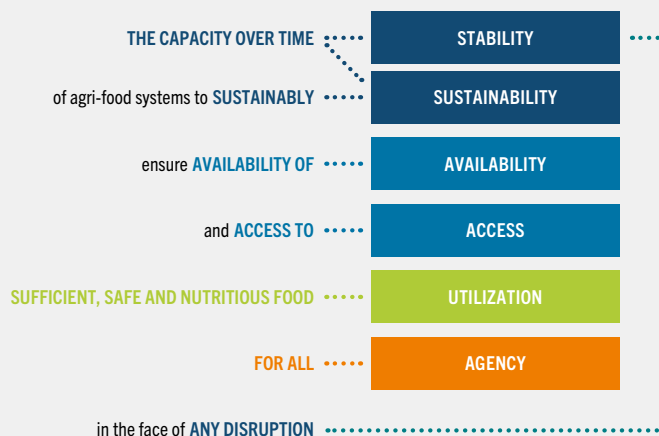 THE CAPACITY OVER TIME STABILITY
of agri-food systems to SUSTAINABLY SUSTAINABILITY
ensure AVAILABILITY OF AVAILABILITY
and ACCESS TO ACCESS
SUFFICIENT, SAFE AND NUTRITIOUS FOOD UTILIZATION
FOR ALL AGENCY
in the face of ANY DISRUPTION